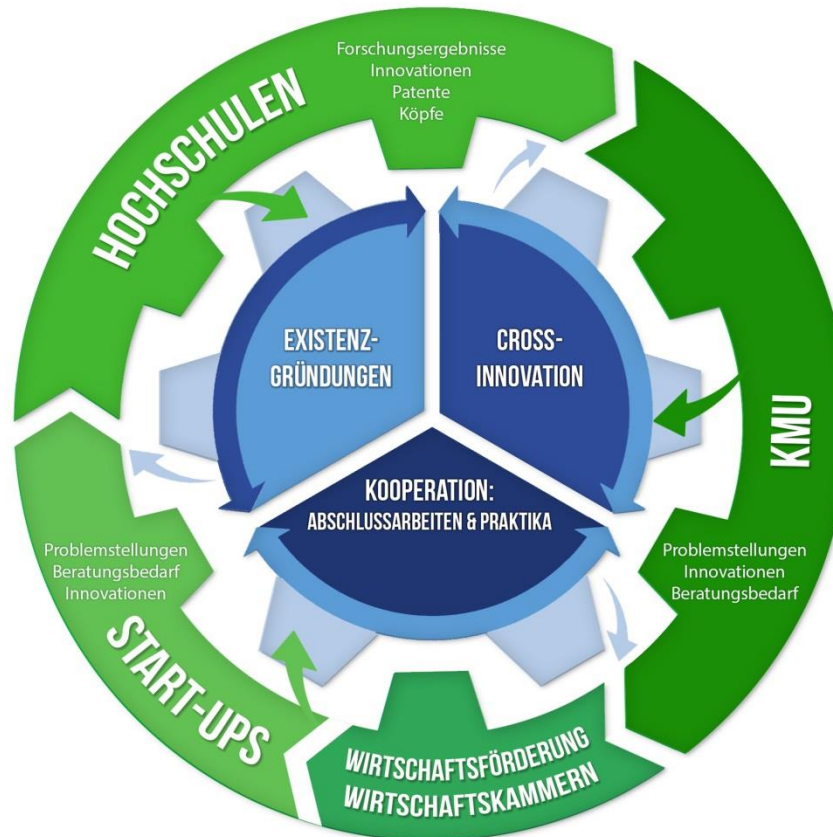 Forschungsergebnisse
Innovationen
Patente
Köpfe
HOCHSCHULEN
EXISTENZ-
GRÜNDUNGEN
CROSS-
INNOVATION
KMU
KOOPERATION:
ABSCHLUSSARBEITEN & PRAKTIKA
Problemstellungen
Beratungsbedarf
Innovationen
Problemstellungen
Innovationen
Beratungsbedarf
START-UPS
WIRTSCHAFTSFÖRDERUNG
WIRTSCHAFTSKAMMERN